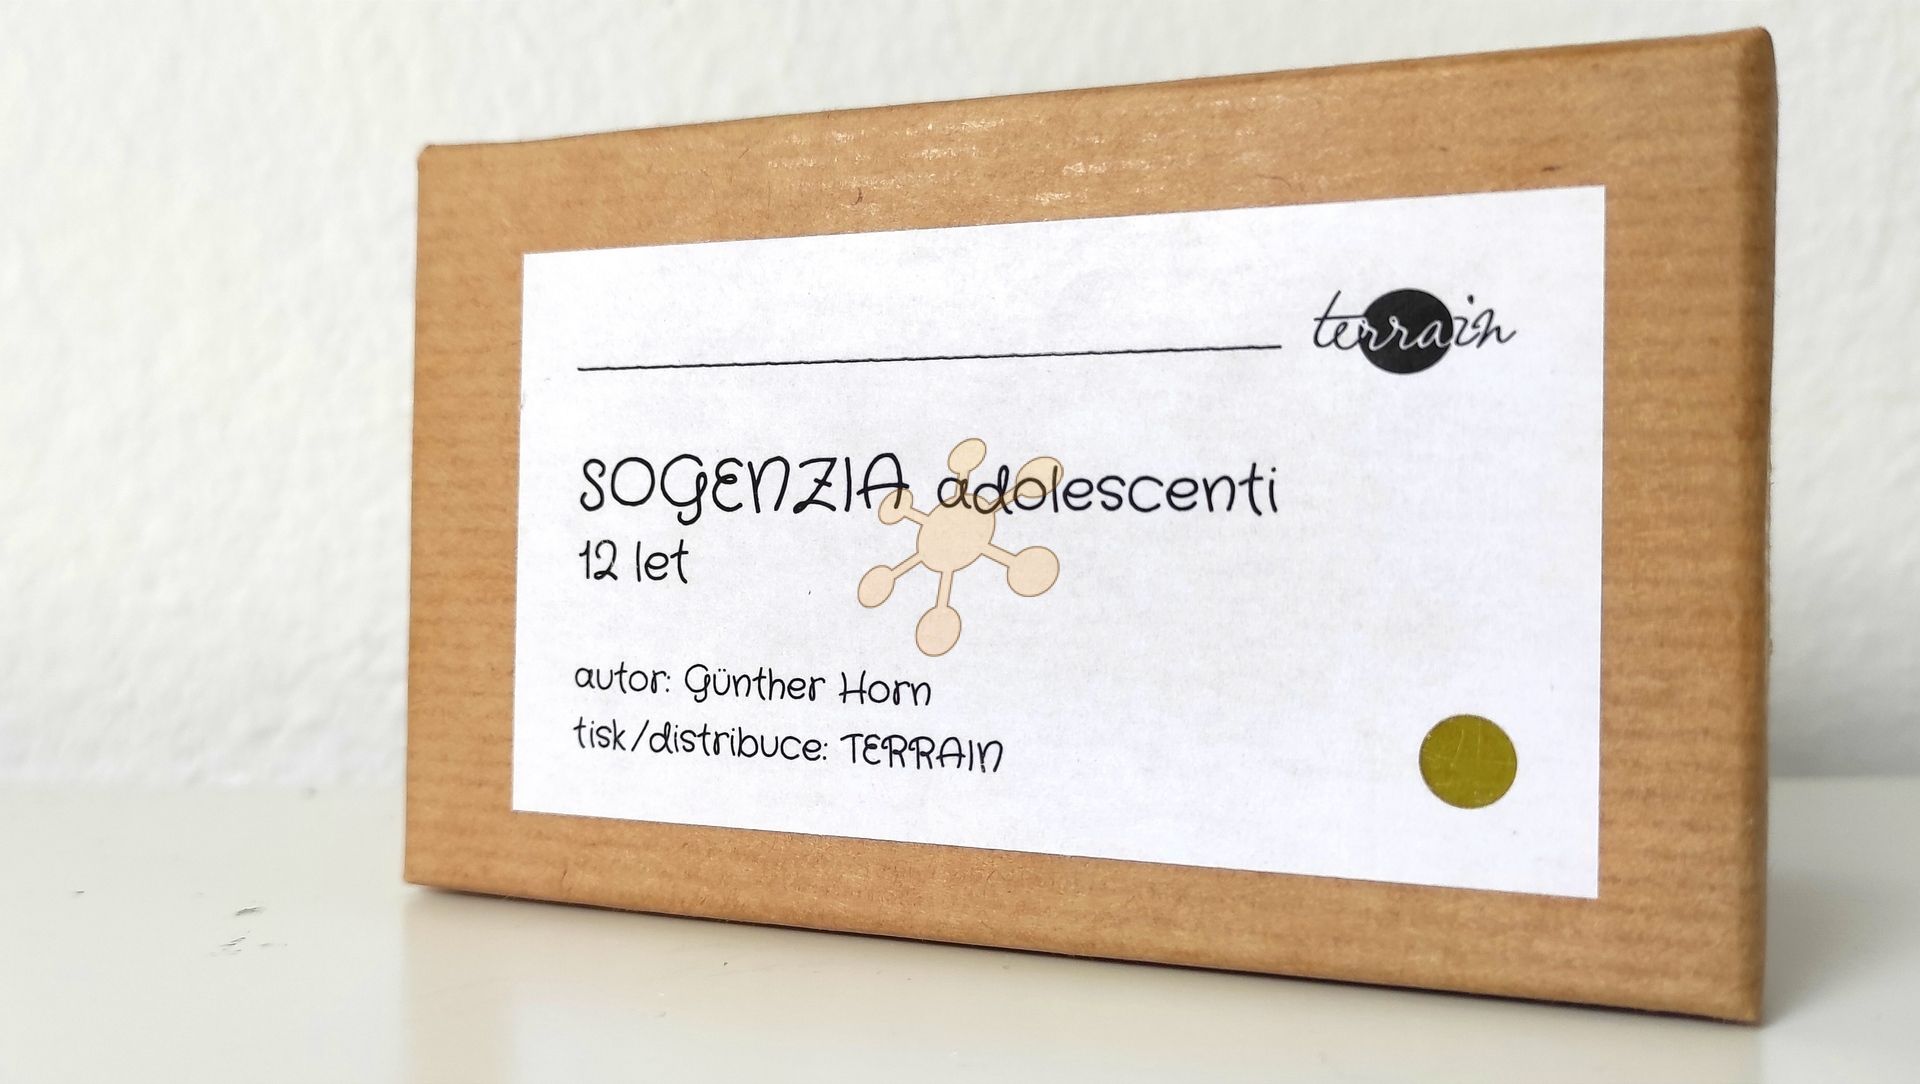 terrain
SOGENZIA adolescenti
12 let
autor: Günther Horn
tisk/distribuce: TERRAIN